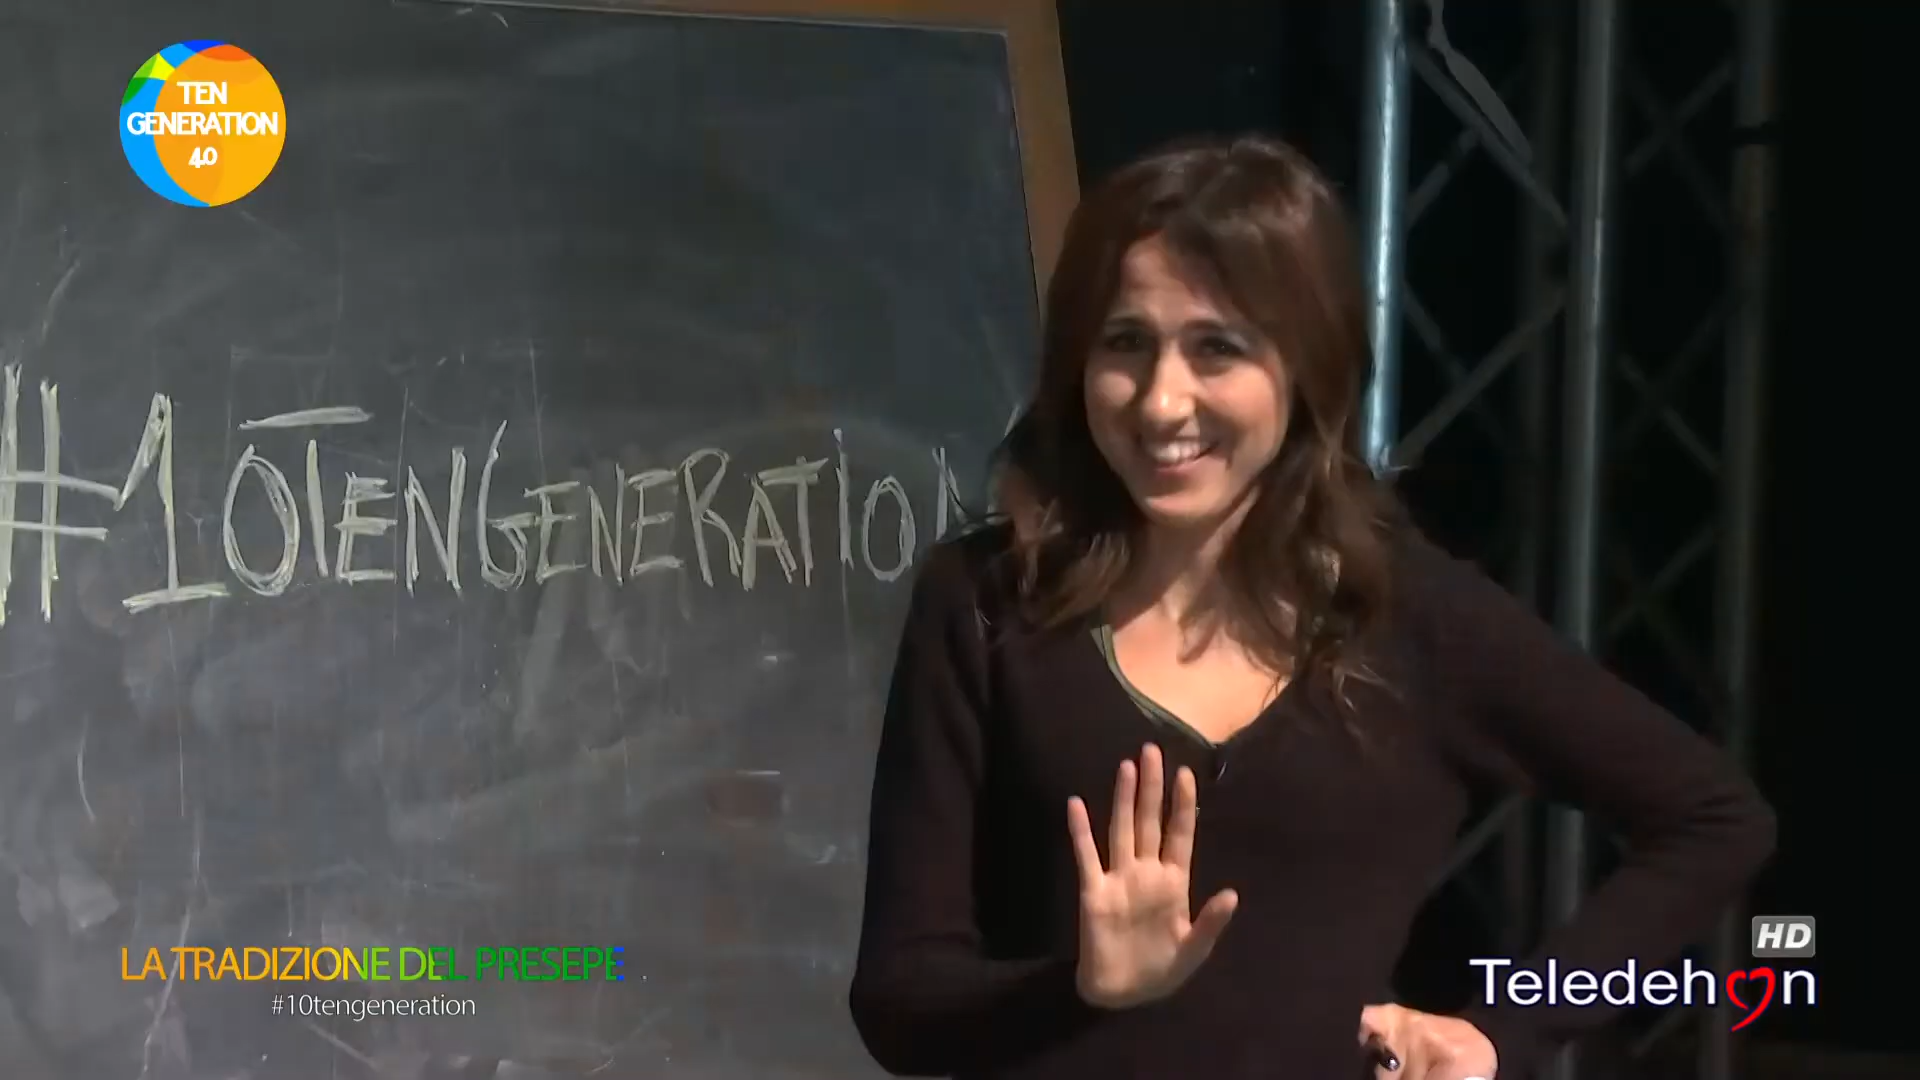 TEN
GENERATION
4.0
#10TENGENERATION
LA TRADIZIONE DEL PRESEPE
#10tengeneration
HD
Teledehon